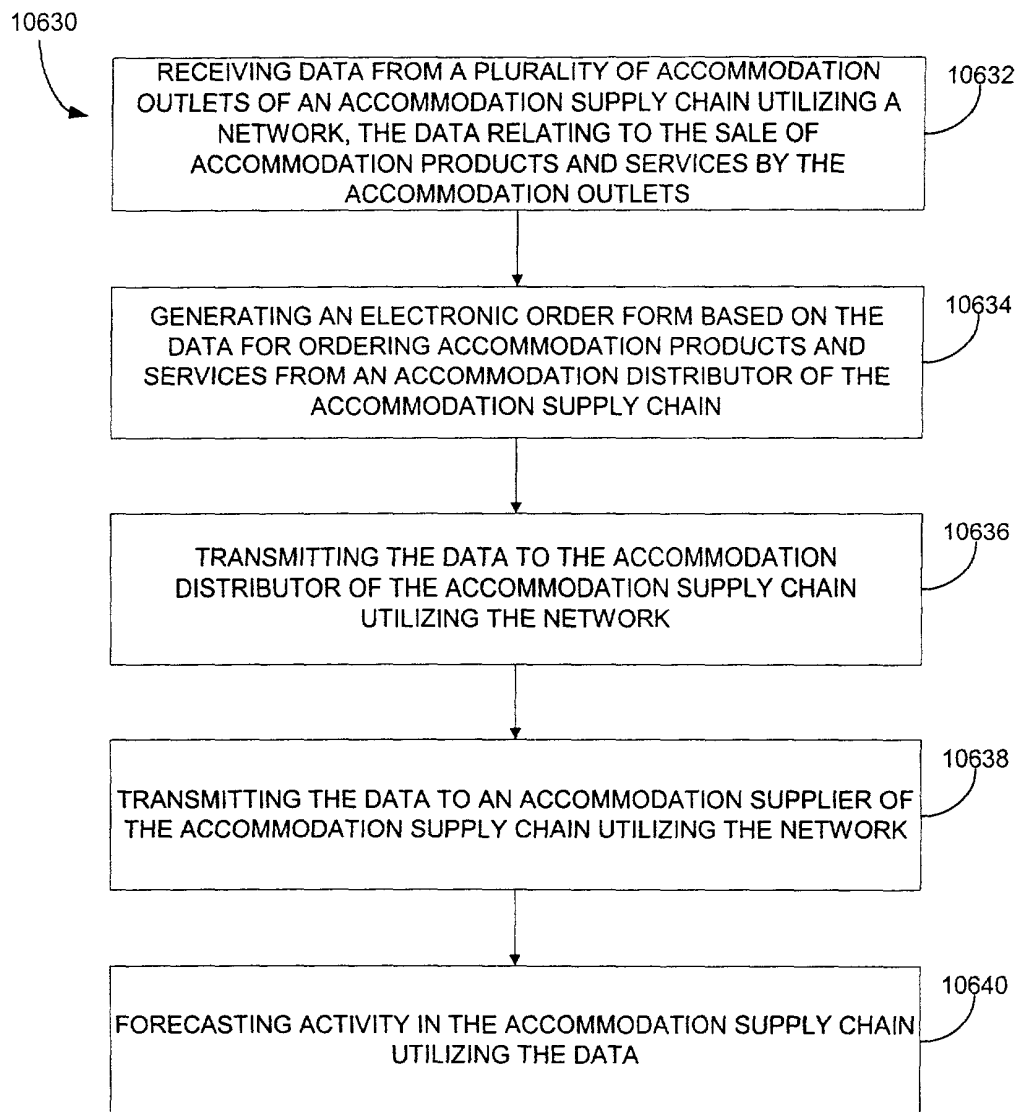 10630
RECEIVING DATA FROM A PLURALITY OF ACCOMMODATION
OUTLETS OF AN ACCOMMODATION SUPPLY CHAIN UTILIZING A
NETWORK, THE DATA RELATING TO THE SALE OF
ACCOMMODATION PRODUCTS AND SERVICES BY THE
ACCOMMODATION OUTLETS
10632
GENERATING AN ELECTRONIC ORDER FORM BASED ON THE
DATA FOR ORDERING ACCOMMODATION PRODUCTS AND
SERVICES FROM AN ACCOMMODATION DISTRIBUTOR OF THE
ACCOMMODATION SUPPLY CHAIN
10634
TRANSMITTING THE DATA TO THE ACCOMMODATION
DISTRIBUTOR OF THE ACCOMMODATION SUPPLY CHAIN
UTILIZING THE NETWORK
10636
TRANSMITTING THE DATA TO AN ACCOMMODATION SUPPLIER OF
THE ACCOMMODATION SUPPLY CHAIN UTILIZING THE NETWORK
10638
FORECASTING ACTIVITY IN THE ACCOMMODATION SUPPLY CHAIN
UTILIZING THE DATA
10640